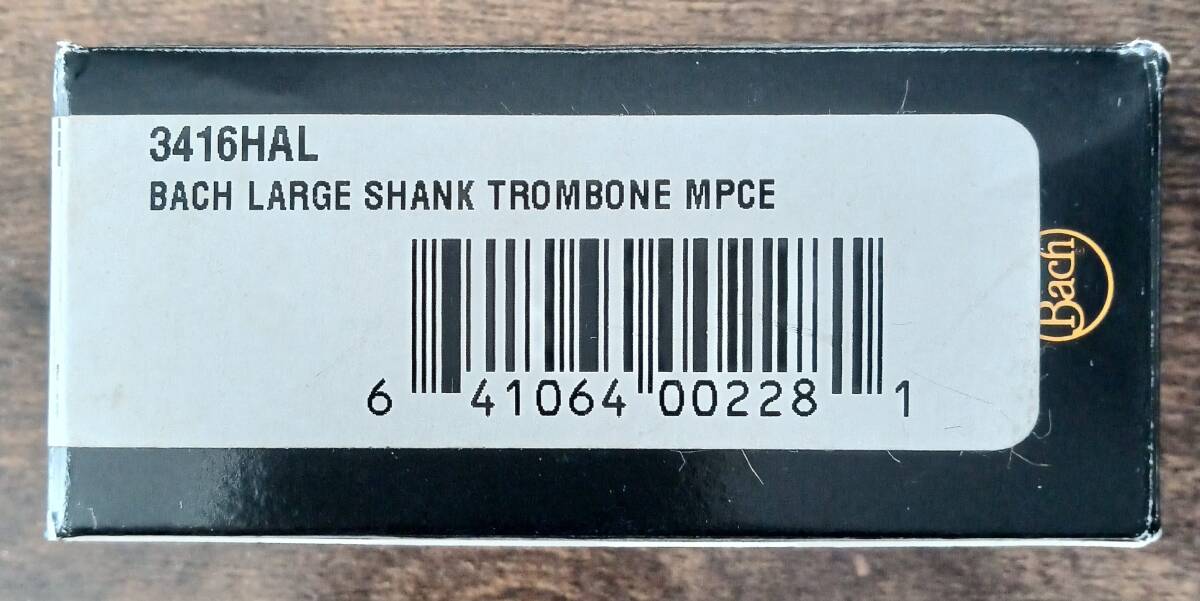 3416HAL
BACH LARGE SHANK TROMBONE MPCE
6 41064 00228 1
Bach